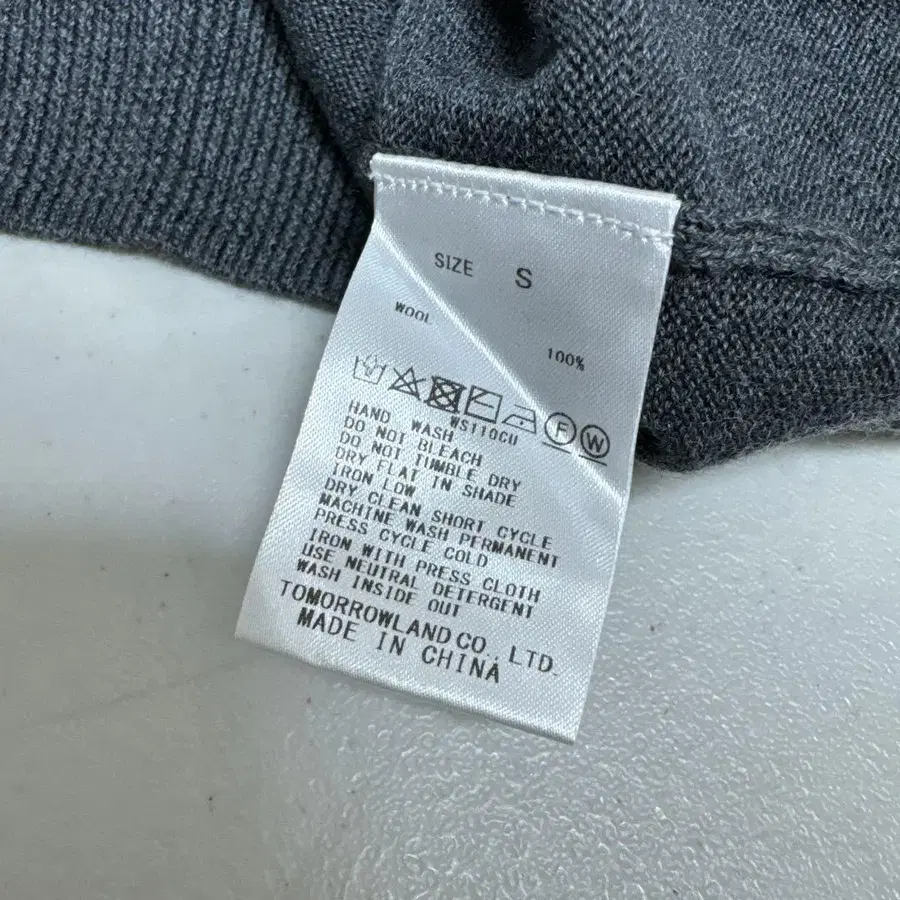 SIZE S
WOOL
100%
F W
WS110CU
HAND WASH
DO NOT BLEACH
DO NOT TUMBLE DRY
DRY FLAT IN SHADE
IRON LOW
DRY CLEAN SHORT CYCLE
MACHINE WASH PERMANENT
PRESS CYCLE COLD
IRON WITH PRESS CLOTH
USE NEUTRAL DETERGENT
WASH INSIDE OUT
TOMORROWLAND CO., LTD.
MADE IN CHINA